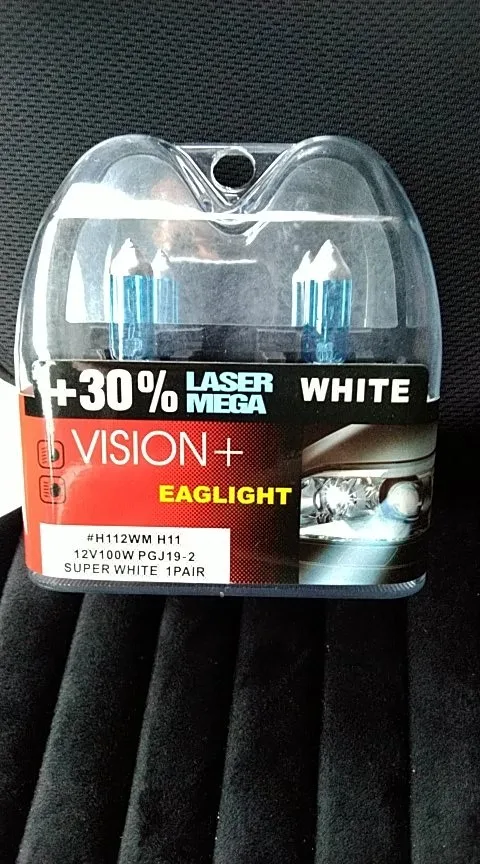 +30% LASER MEGA WHITE
VISION+
EAGLIGHT
#H112WM H11
12V100W PGJ19-2
SUPER WHITE 1PAIR